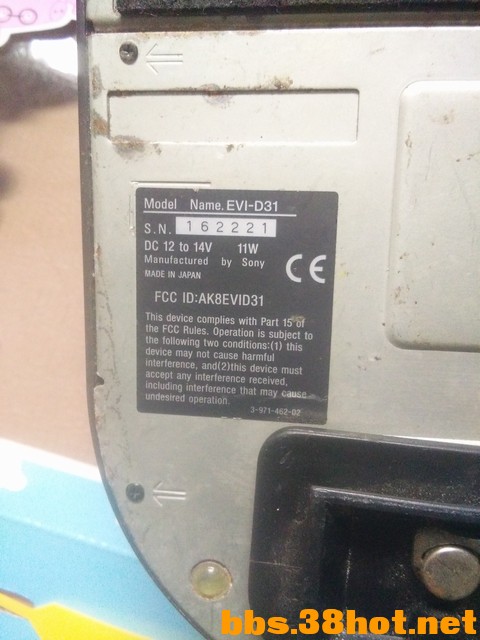 Model Name. EVI-D31
S.N. 162221
DC 12 to 14V 11W
Manufactured by Sony
MADE IN JAPAN
CE
FCC ID:AK8EVID31
This device complies with Part 15 of
the FCC Rules. Operation is subject to
the following two conditions:(1) this
device may not cause harmful
interference, and(2)this device must
accept any interference received,
including interference that may cause
undesired operation.
3-971-462-02
bbs.38hot.net